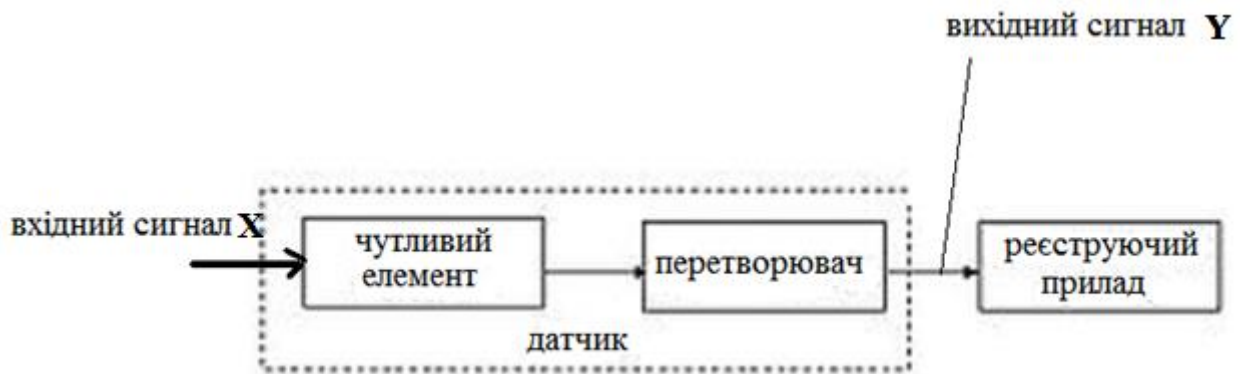 вихідний сигнал Y
вхідний сигнал X
чутливий
елемент
перетворювач
реєструючий
прилад
датчик